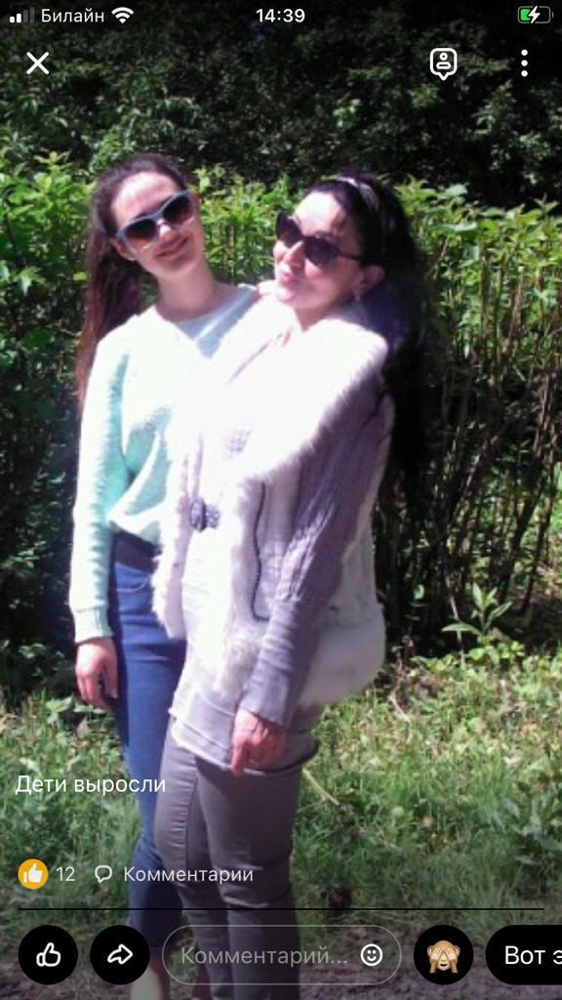 Билайн 14:39
Дети выросли
12 Комментарии
Комментарий...
Вот э